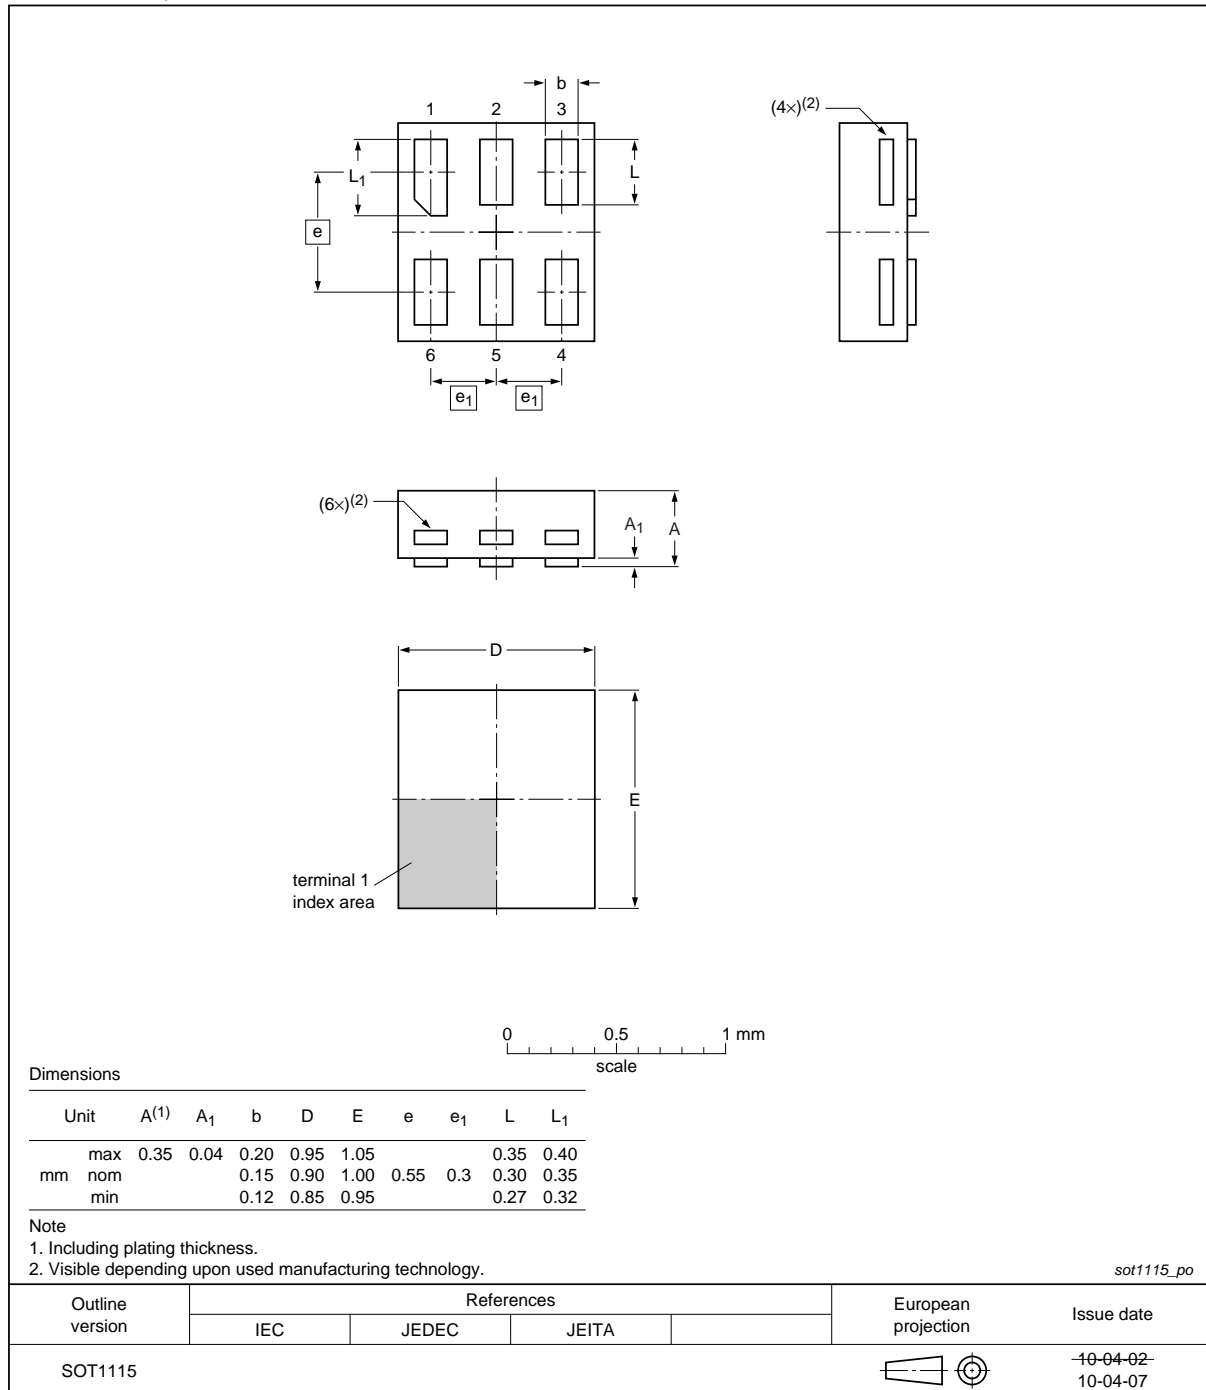 b
1 2 3
(4×)(2)
L1
L
e
6 5 4
e1 e1
(6×)(2)
A1 A
D
E
terminal 1
index area
0 0.5 1 mm
scale
Dimensions
Unit A(1) A1 b D E e e1 L L1
max 0.35 0.04 0.20 0.95 1.05 0.35 0.40
mm nom 0.15 0.90 1.00 0.55 0.3 0.30 0.35
min 0.12 0.85 0.95 0.27 0.32
Note
1. Including plating thickness.
2. Visible depending upon used manufacturing technology.
sot1115_po
Outline
version
References
IEC JEDEC JEITA
European
projection
Issue date
SOT1115
10-04-02
10-04-07